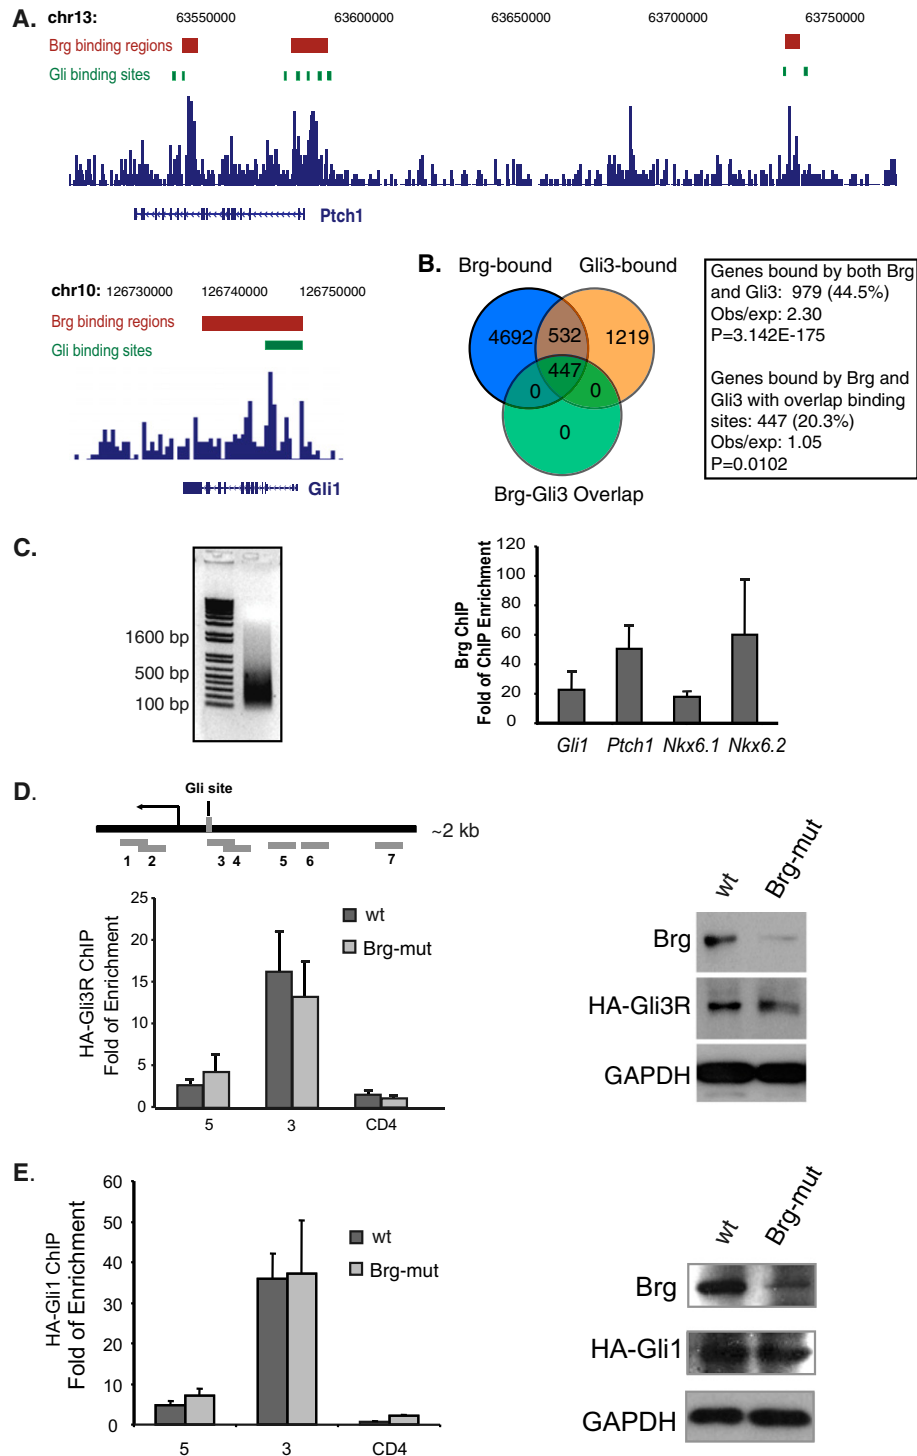 A.
chr13: 63550000 63600000 63650000 63700000 63750000
Brg binding regions
Gli binding sites
Ptch1
chr10: 126730000 126740000 126750000
Brg binding regions
Gli binding sites
Gli1
B.
Brg-bound Gli3-bound
4692 532 1219
447
0 0
0
Brg-Gli3 Overlap
Genes bound by both Brg
and Gli3: 979 (44.5%)
Obs/exp: 2.30
P=3.142E-175
Genes bound by Brg and
Gli3 with overlap binding
sites: 447 (20.3%)
Obs/exp: 1.05
P=0.0102
C.
1600 bp
500 bp
100 bp
Brg ChIP
Fold of ChIP Enrichment
120
100
80
60
40
20
0
Gli1 Ptch1 Nkx6.1 Nkx6.2
D.
Gli site
~2 kb
1 2 3 4 5 6 7
HA-Gli3R ChIP
Fold of Enrichment
25
20
15
10
5
0
wt
Brg-mut
5 3 CD4
wt Brg-mut
Brg
HA-Gli3R
GAPDH
E.
HA-Gli1 ChIP
Fold of Enrichment
60
50
40
30
20
10
0
wt
Brg-mut
5 3 CD4
wt Brg-mut
Brg
HA-Gli1
GAPDH